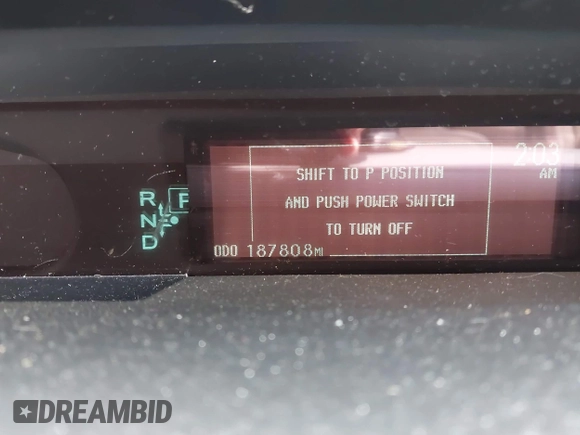 2:03
AM
SHIFT TO P POSITION
AND PUSH POWER SWITCH
TO TURN OFF
R
P
N
D
ODO 187808 MI
DREAMBID